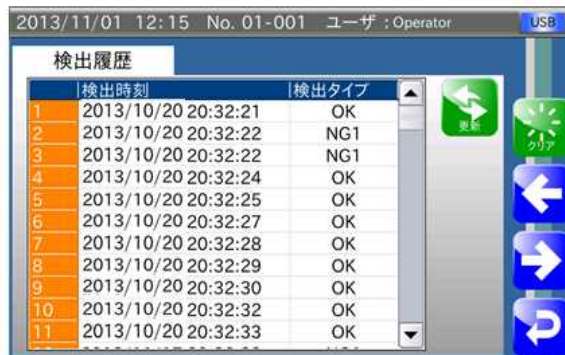 2013/11/01 12:15 No. 01-001 ユーザ : Operator USB
検出履歴
検出時刻 検出タイプ
1 2013/10/20 20:32:21 OK
2 2013/10/20 20:32:22 NG1
3 2013/10/20 20:32:22 NG1
4 2013/10/20 20:32:24 OK
5 2013/10/20 20:32:25 OK
6 2013/10/20 20:32:27 OK
7 2013/10/20 20:32:28 OK
8 2013/10/20 20:32:29 OK
9 2013/10/20 20:32:30 OK
10 2013/10/20 20:32:32 OK
11 2013/10/20 20:32:33 OK
更新
クリア